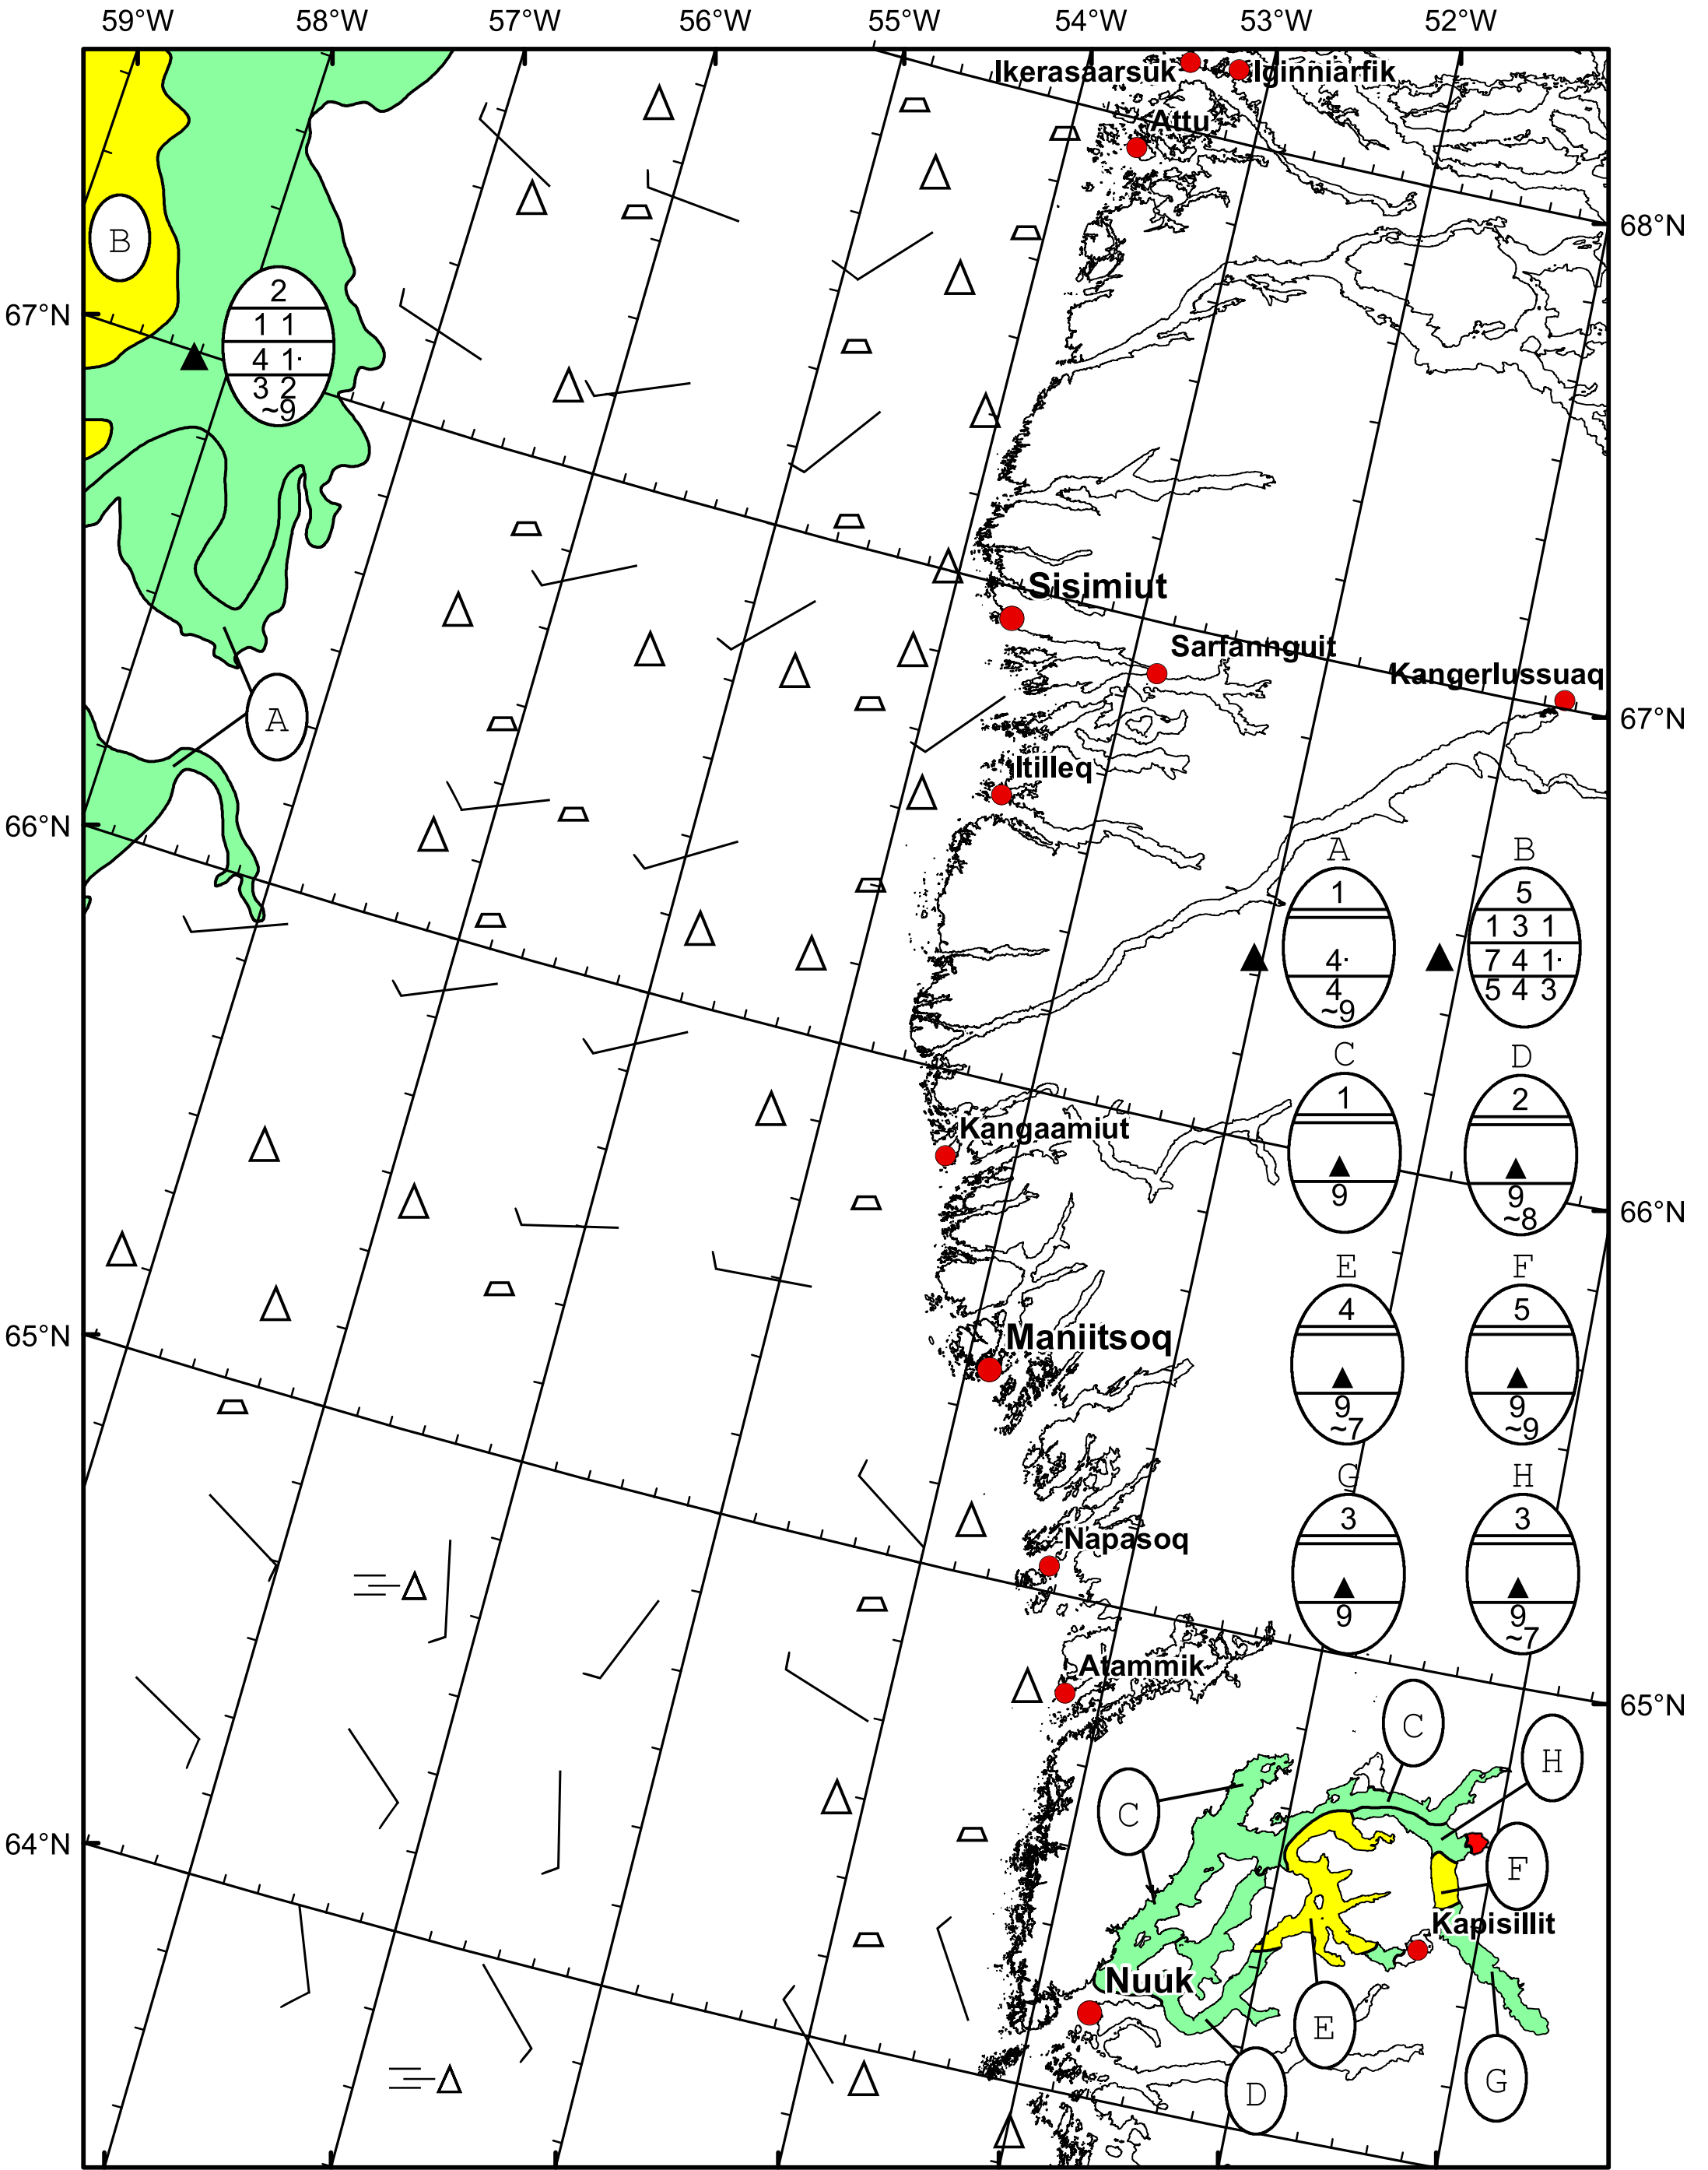 59°W 58°W 57°W 56°W 55°W 54°W 53°W 52°W
Ikerasaarsuk Iginniarfik
Attu
68°N
B
2
1 1
4 1·
3 2
~9
67°N
Sisimiut
Sarfannguit
Kangerlussuaq
67°N
A
Itilleq
66°N
A B
1 5
1 3 1
4· 7 4 1·
4 5 4 3
~9
C D
1 2
9 9
~8
Kangaamiut
66°N
E F
4 5
9 9
~7 ~9
65°N
Maniitsoq
G H
3 3
9 9
~7
Napasoq
Atammik
65°N
C
H
C
64°N
F
Kapisillit
Nuuk
E
G
D